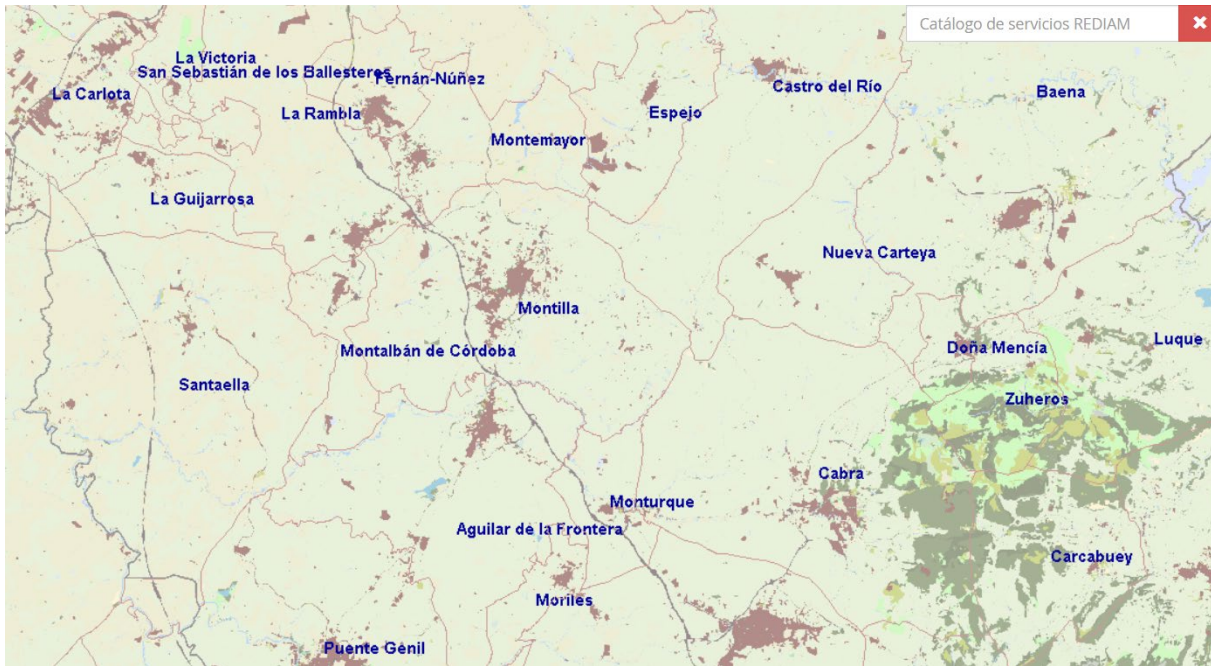 Catálogo de servicios REDIAM
La Victoria
San Sebastián de los Ballesteros
Fernán-Núñez
La Carlota
Castro del Río
Baena
La Rambla
Espejo
Montemayor
La Guijarrosa
Nueva Carteya
Montilla
Luque
Doña Mencía
Montalbán de Córdoba
Santaella
Zuheros
Cabra
Monturque
Aguilar de la Frontera
Carcabuey
Moriles
Puente Genil